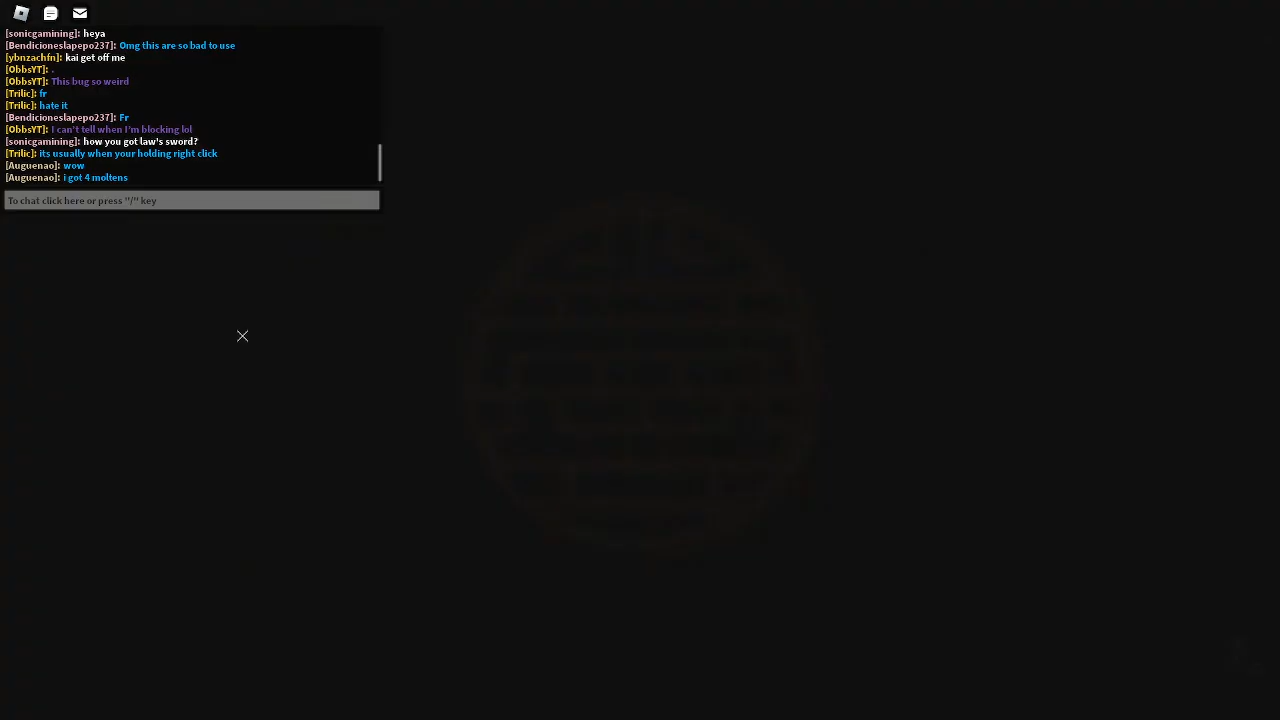 [sonicgamining]: heya
[Bendicioneslapepo237]: Omg this are so bad to use
[ybnzachfn]: kai get off me
[ObbsYT]: .
[ObbsYT]: This bug so weird
[Trilic]: fr
[Trilic]: hate it
[Bendicioneslapepo237]: Fr
[ObbsYT]: I can't tell when I'm blocking lol
[sonicgamining]: how you got law's sword?
[Trilic]: its usually when your holding right click
[Auguenao]: wow
[Auguenao]: i got 4 moltens
To chat click here or press "/" key